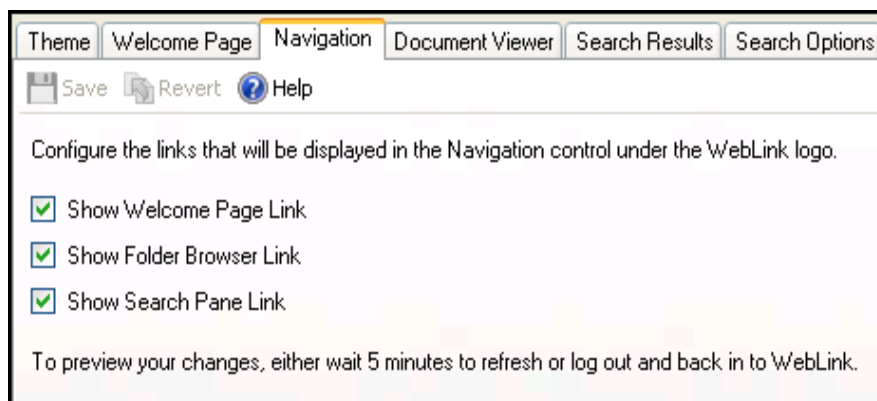 Theme Welcome Page Navigation Document Viewer Search Results Search Options
Save Revert Help
Configure the links that will be displayed in the Navigation control under the WebLink logo.
Show Welcome Page Link
Show Folder Browser Link
Show Search Pane Link
To preview your changes, either wait 5 minutes to refresh or log out and back in to WebLink.